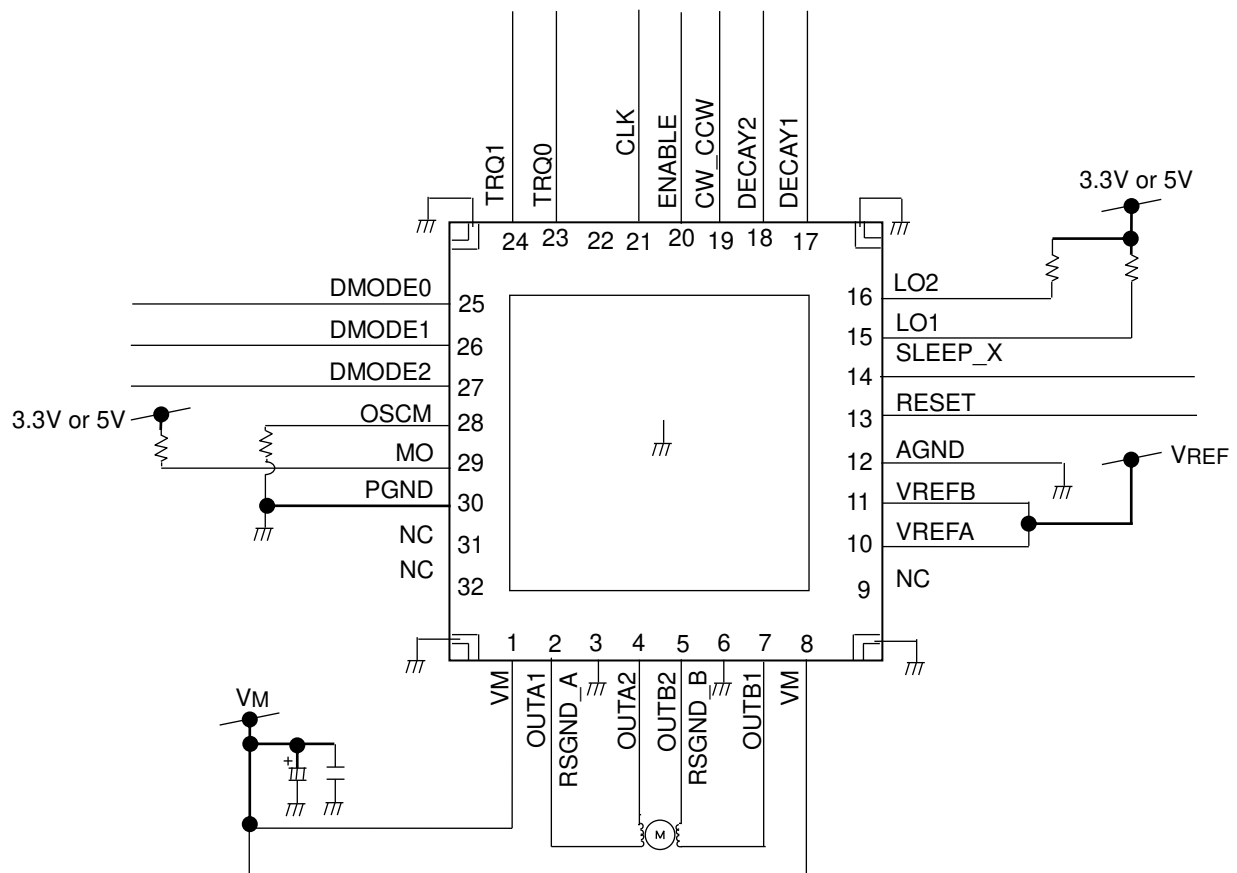 TRQ1
TRQ0
CLK
ENABLE
CW_CCW
DECAY2
DECAY1
3.3V or 5V
24 23 22 21 20 19 18 17
DMODE0 25
DMODE1 26
DMODE2 27
3.3V or 5V
OSCM 28
MO 29
PGND 30
NC 31
NC 32
16 LO2
15 LO1
14 SLEEP_X
13 RESET
12 AGND
VREF
11 VREFB
10 VREFA
9 NC
1 2 3 4 5 6 7 8
VM
OUTA1
RSGND_A
OUTA2
OUTB2
RSGND_B
OUTB1
VM
VM
+
M